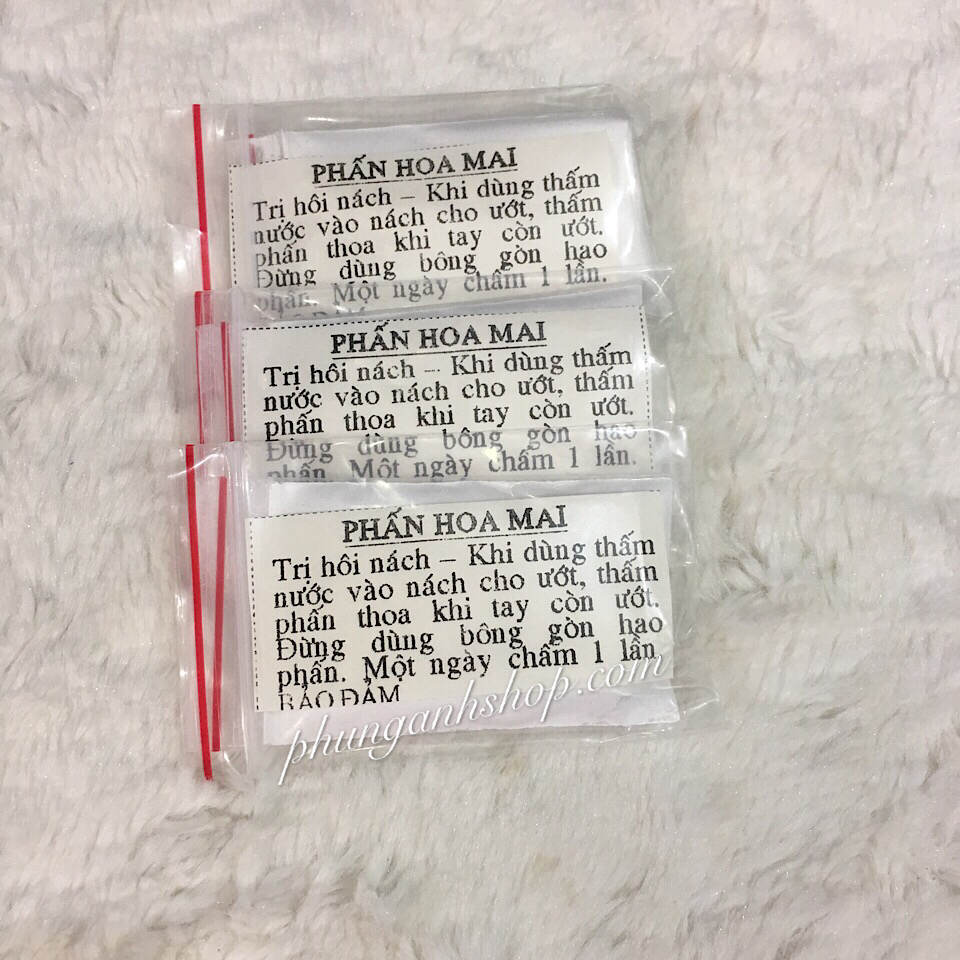 PHẤN HOA MAI
Trị hôi nách – Khi dùng thấm
nước vào nách cho ướt, thấm
phấn thoa khi tay còn ướt.
Đừng dùng bông gòn hao
phấn. Một ngày chấm 1 lần.
BẢO ĐẢM
PHẤN HOA MAI
Trị hôi nách – Khi dùng thấm
nước vào nách cho ướt, thấm
phấn thoa khi tay còn ướt.
Đừng dùng bông gòn hao
phấn. Một ngày chấm 1 lần.
PHẤN HOA MAI
Trị hôi nách – Khi dùng thấm
nước vào nách cho ướt, thấm
phấn thoa khi tay còn ướt.
Đừng dùng bông gòn hao
phấn. Một ngày chấm 1 lần
BẢO ĐẢM
phunganhshop.com